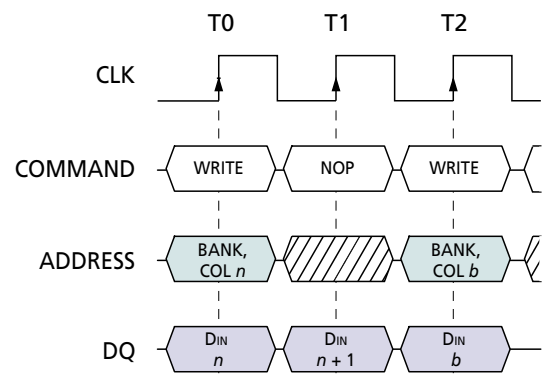 T0 T1 T2
CLK
COMMAND WRITE NOP WRITE
ADDRESS BANK, COL n BANK, COL b
DQ DIN n DIN n + 1 DIN b